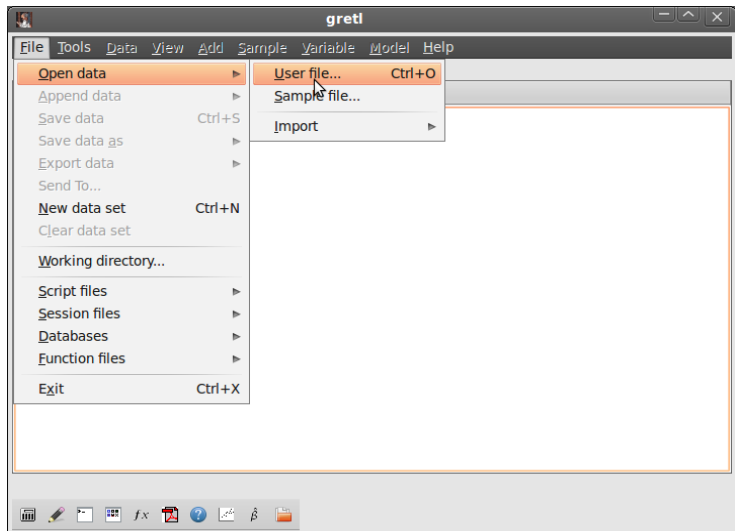 gretl
File Tools Data View Add Sample Variable Model Help
Open data
Append data
Save data Ctrl+S
Save data as
Export data
Send To...
New data set Ctrl+N
Clear data set
Working directory...
Script files
Session files
Databases
Function files
Exit Ctrl+X
User file... Ctrl+O
Sample file...
Import
fx
β̂